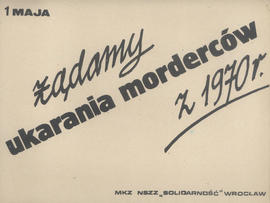 1 MAJA
żądamy
ukarania morderców
z 1970 r.
MKZ NSZZ „SOLIDARNOŚĆ” WROCŁAW